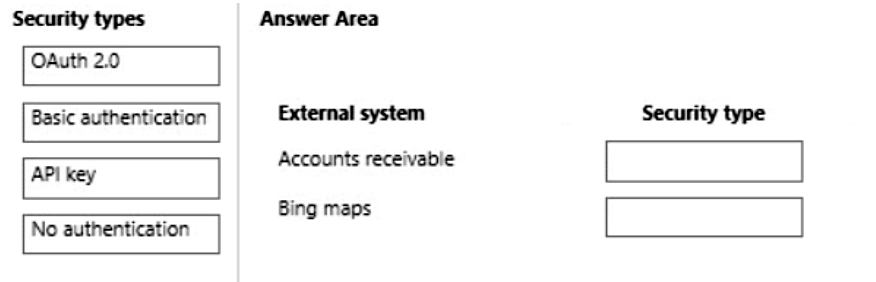 Security types
OAuth 2.0
Basic authentication
API key
No authentication
Answer Area
External system
Security type
Accounts receivable
Bing maps